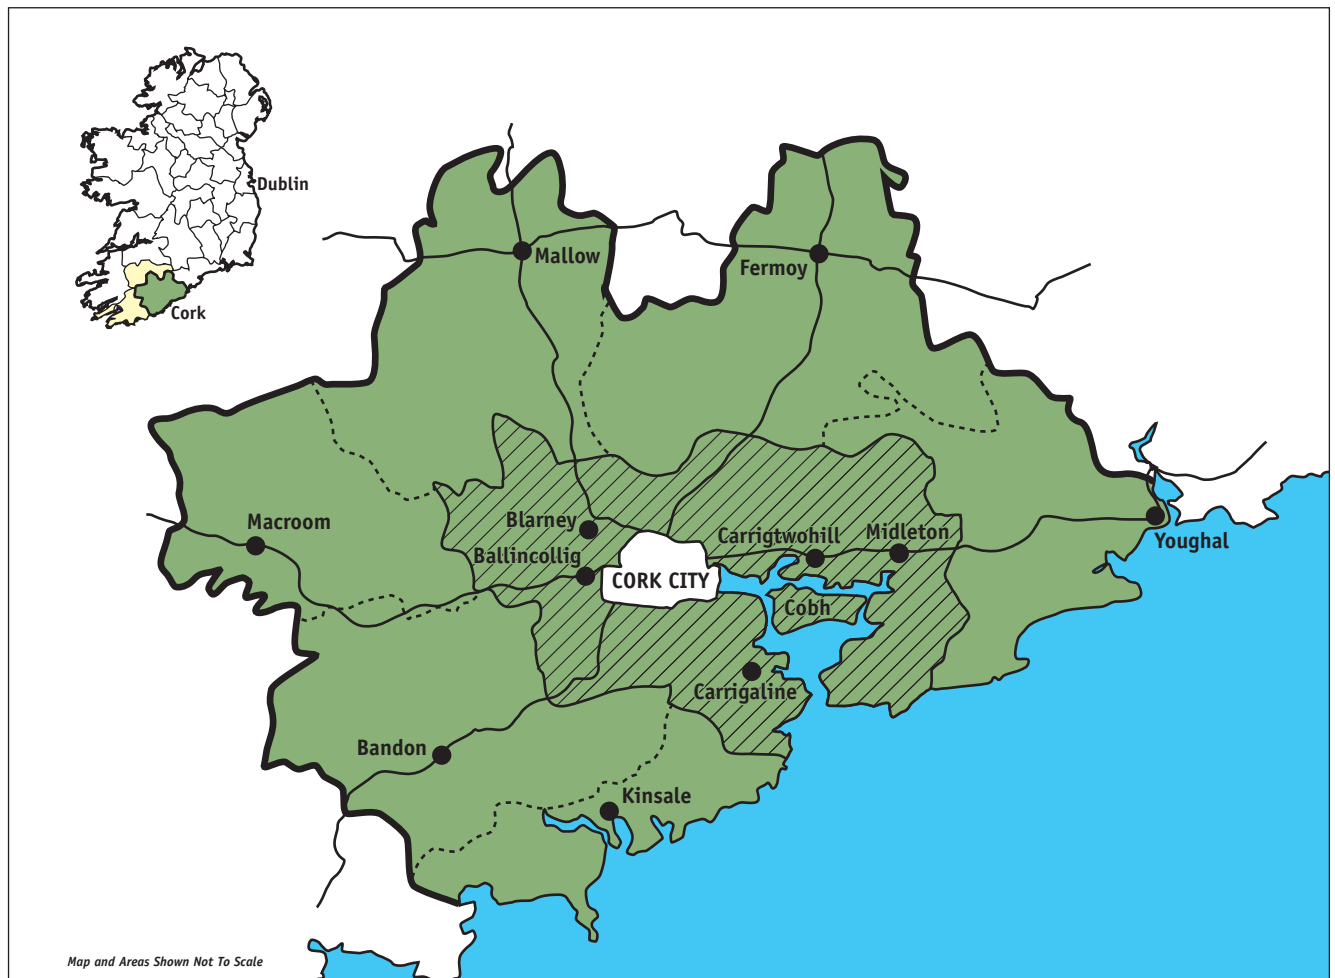 Dublin
Cork
Mallow
Fermoy
Macroom
Blarney
Ballincollig
CORK CITY
Carrigtwohill
Midleton
Youghal
Cobh
Carrigaline
Bandon
Kinsale
Map and Areas Shown Not To Scale